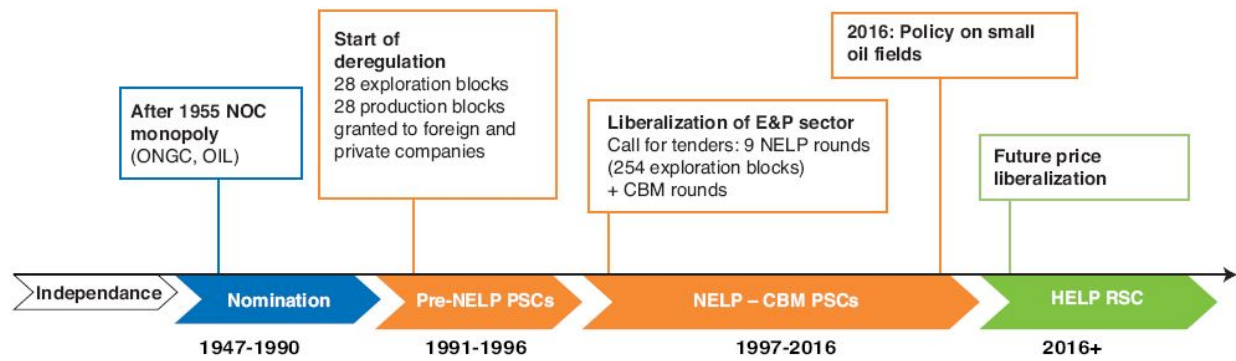 After 1955 NOC
monopoly
(ONGC, OIL)
Start of
deregulation
28 exploration blocks
28 production blocks
granted to foreign and
private companies
Liberalization of E&P sector
Call for tenders: 9 NELP rounds
(254 exploration blocks)
+ CBM rounds
2016: Policy on small
oil fields
Future price
liberalization
Independance
Nomination
Pre-NELP PSCs
NELP – CBM PSCs
HELP RSC
1947-1990
1991-1996
1997-2016
2016+